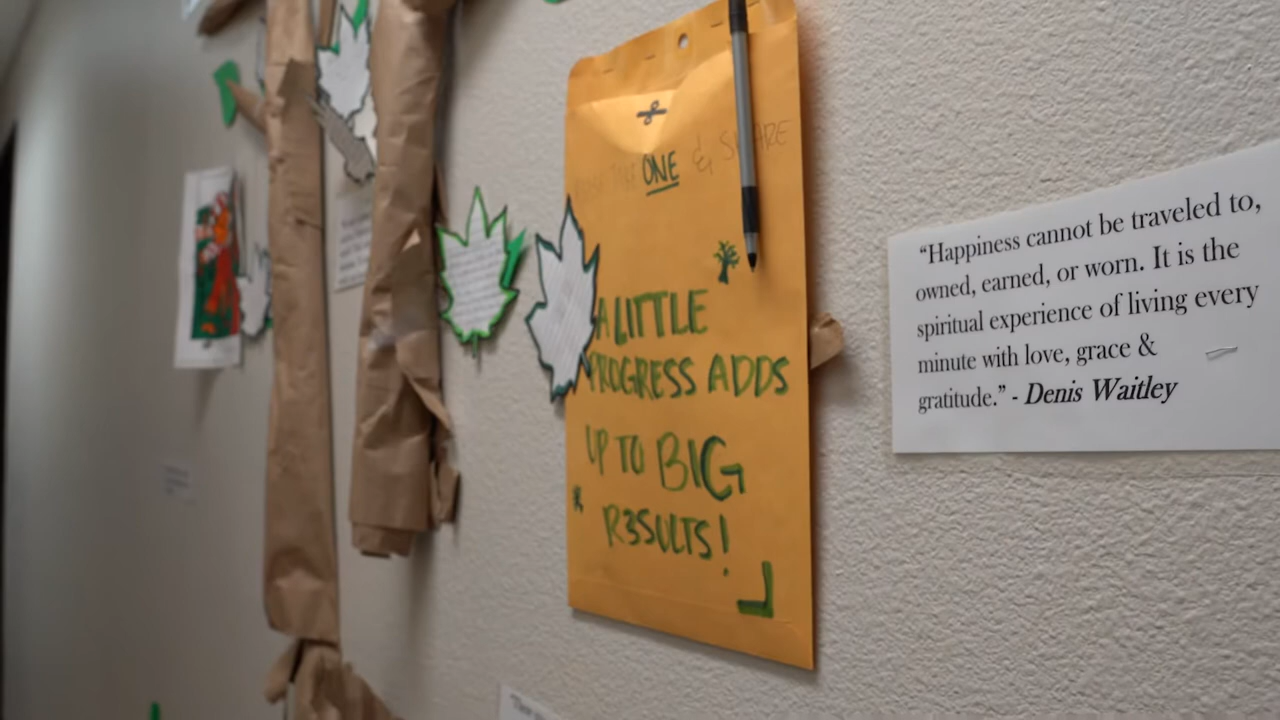 ONE & SHARE
A LITTLE
PROGRESS ADDS
UP TO BIG
R3SULTS!
“Happiness cannot be traveled to,
owned, earned, or worn. It is the
spiritual experience of living every
minute with love, grace &
gratitude.” - Denis Waitley